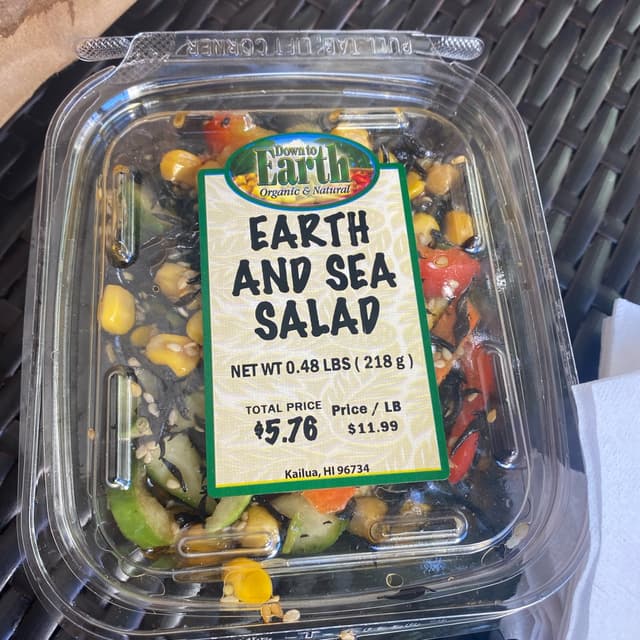 PULL TAB LIFT CORNER
Down to
Earth
Organic & Natural
EARTH
AND SEA
SALAD
NET WT 0.48 LBS ( 218 g )
TOTAL PRICE Price / LB
$5.76 $11.99
Kailua, HI 96734